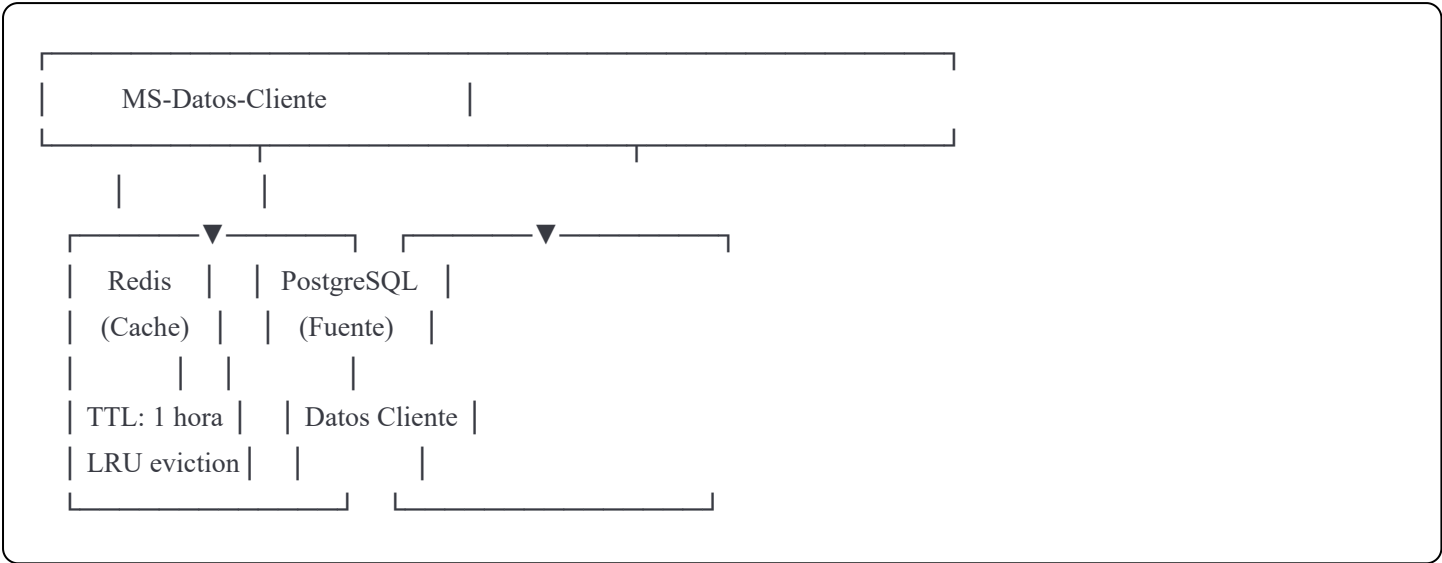 MS-Datos-Cliente
Redis PostgreSQL
(Cache) (Fuente)
TTL: 1 hora Datos Cliente
LRU eviction